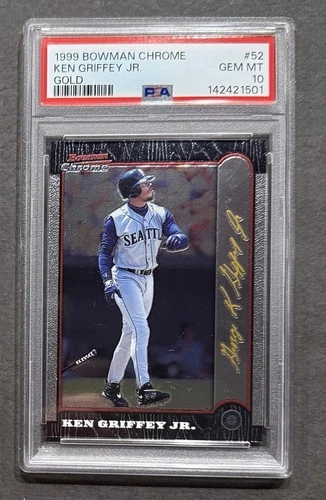 1999 BOWMAN CHROME #52
KEN GRIFFEY JR. GEM MT
GOLD 10
PSA 142421501
Bowman
Chrome
SEATTLE
KEN GRIFFEY JR.